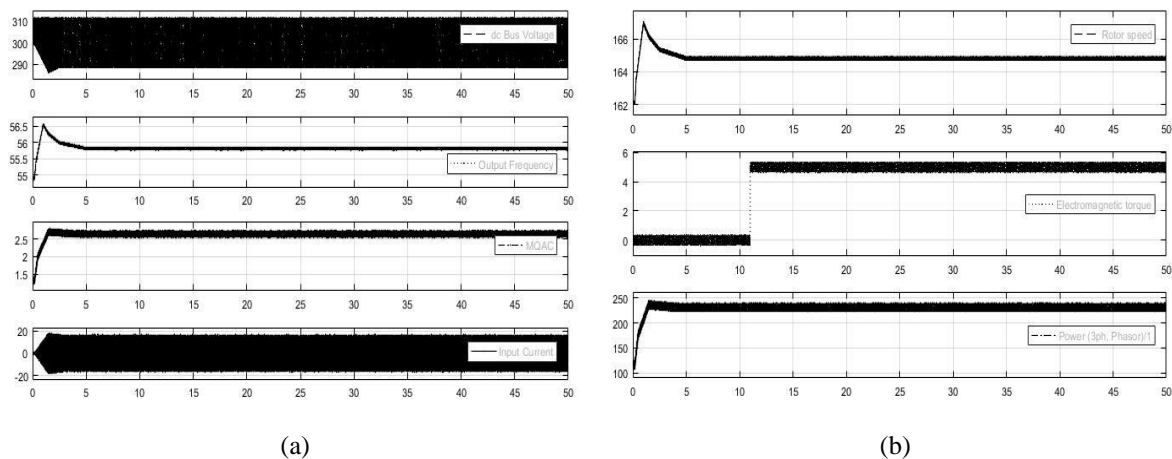 310
300
290
dc Bus Voltage
0 5 10 15 20 25 30 35 40 45 50
56.5
56
55.5
55
Output Frequency
0 5 10 15 20 25 30 35 40 45 50
2.5
2
1.5
MQAC
0 5 10 15 20 25 30 35 40 45 50
20
0
-20
Input Current
0 5 10 15 20 25 30 35 40 45 50
(a)
166
164
162
Rotor speed
0 5 10 15 20 25 30 35 40 45 50
6
4
2
0
Electromagnetic torque
0 5 10 15 20 25 30 35 40 45 50
250
200
150
100
Power (3ph, Phasor)/1
0 5 10 15 20 25 30 35 40 45 50
(b)